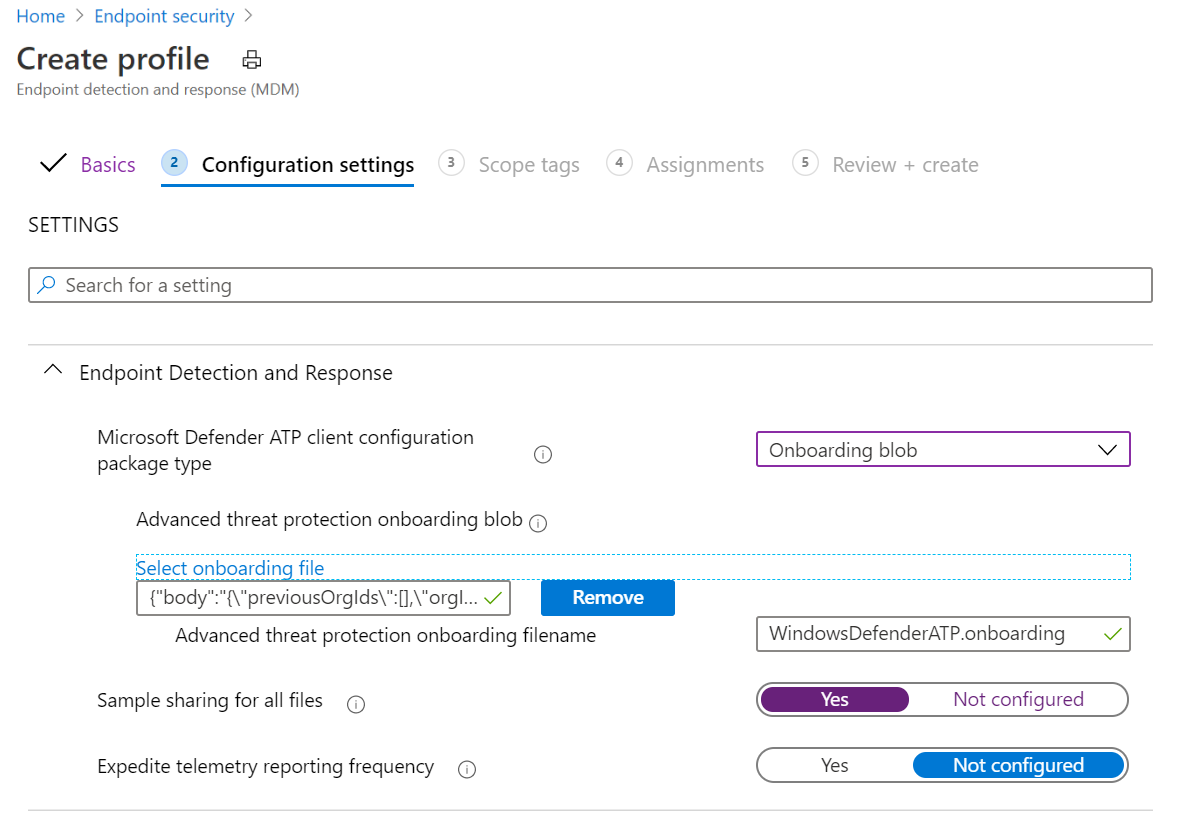 Home > Endpoint security >
Create profile
Endpoint detection and response (MDM)
Basics 2 Configuration settings 3 Scope tags 4 Assignments 5 Review + create
SETTINGS
Search for a setting
Endpoint Detection and Response
Microsoft Defender ATP client configuration
package type
Onboarding blob
Advanced threat protection onboarding blob
Select onboarding file
{"body":"{\"previousOrgIds\":[],\"orgI...
Remove
Advanced threat protection onboarding filename
WindowsDefenderATP.onboarding
Sample sharing for all files
Yes Not configured
Expedite telemetry reporting frequency
Yes Not configured